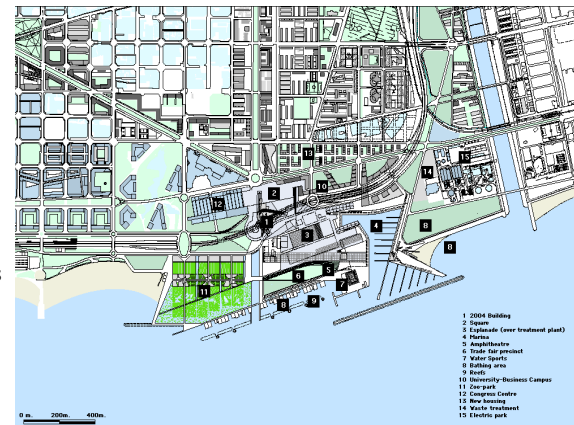 13
15
14
10
2
12
1
4
8
3
8
5
6
7
11
8
9
1 2004 Building
2 Square
3 Esplanade (over treatment plant)
4 Marina
5 Amphitheatre
6 Trade fair precinct
7 Water Sports
8 Bathing area
9 Reefs
10 University-Business Campus
11 Zoo-park
12 Congress Centre
13 New housing
14 Waste treatment
15 Electric park
0 m. 200m. 400m.